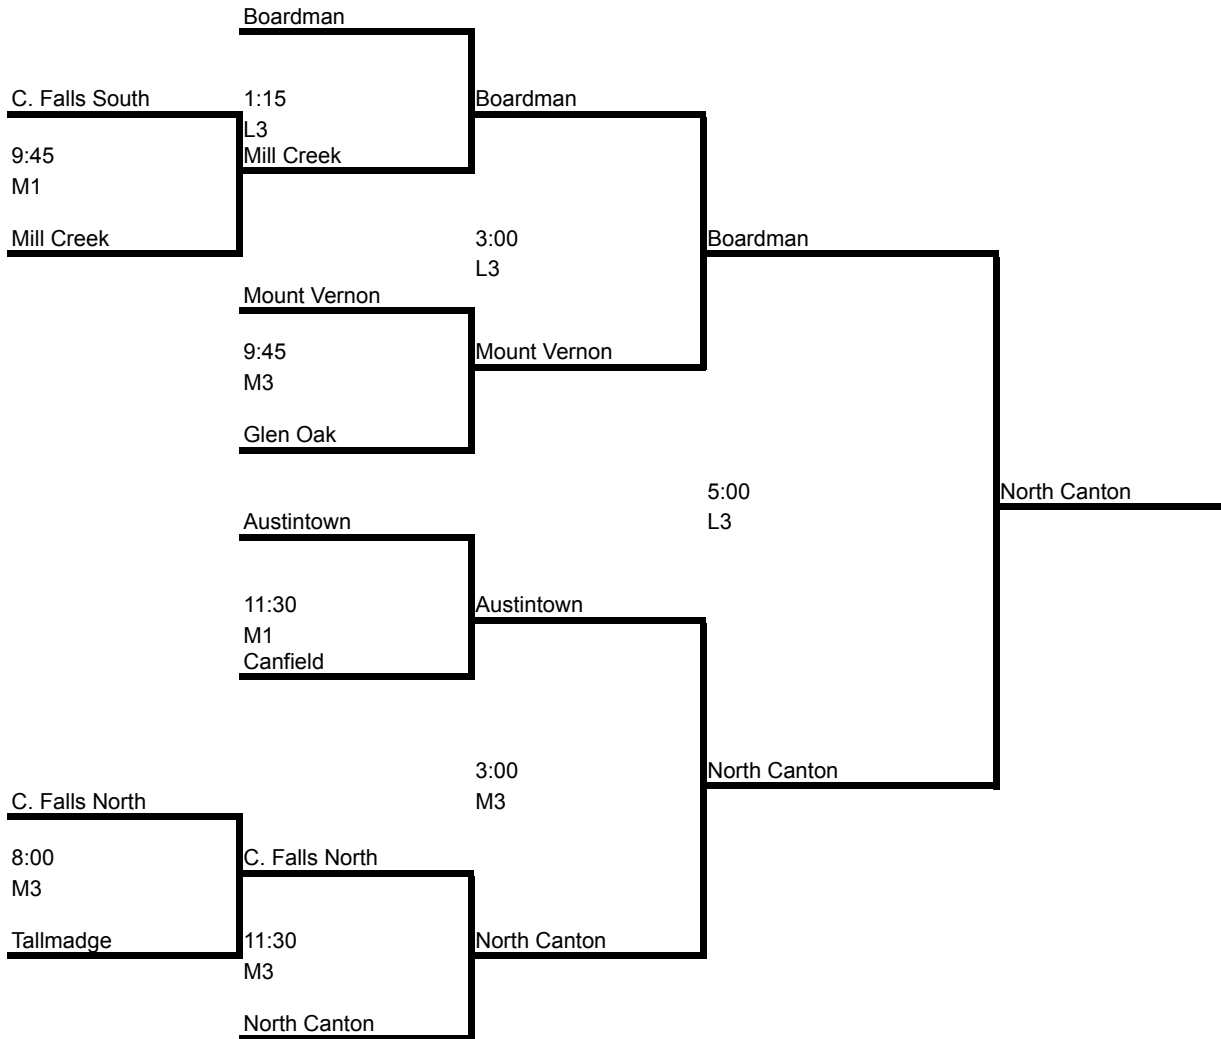 Boardman
C. Falls South
1:15
L3
Boardman
9:45
M1
Mill Creek
Mill Creek
3:00
L3
Boardman
Mount Vernon
9:45
M3
Mount Vernon
Glen Oak
5:00
L3
North Canton
Austintown
11:30
M1
Austintown
Canfield
3:00
M3
North Canton
C. Falls North
8:00
M3
C. Falls North
Tallmadge
11:30
M3
North Canton
North Canton